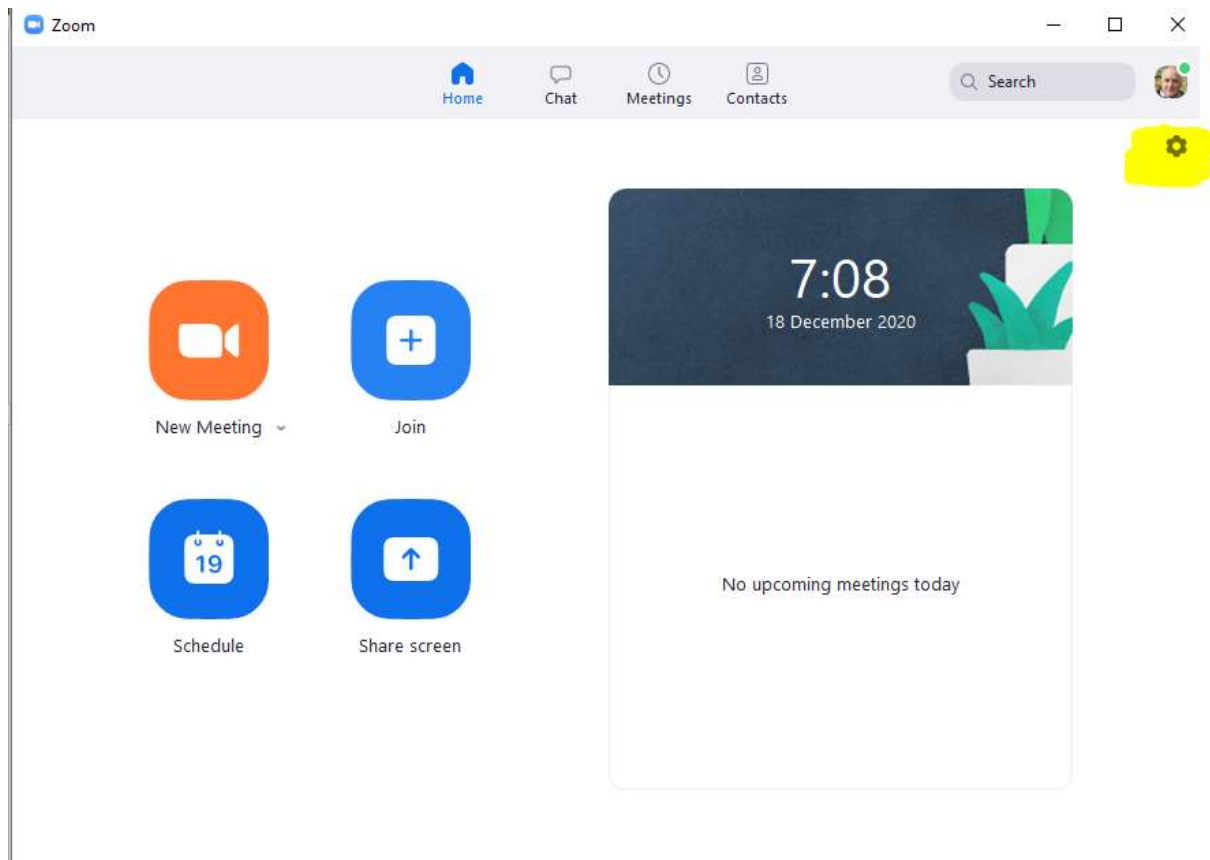 Zoom
Home
Chat
Meetings
Contacts
Search
7:08
18 December 2020
New Meeting
Join
19
Schedule
Share screen
No upcoming meetings today